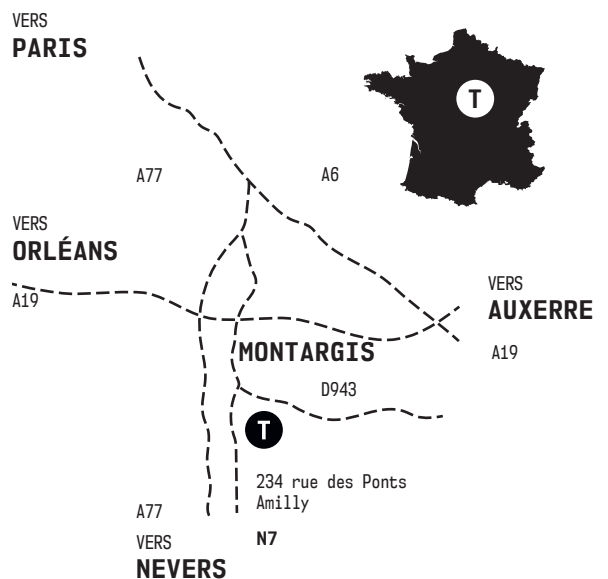 VERS
PARIS
T
A77
A6
VERS
ORLÉANS
A19
VERS
AUXERRE
A19
MONTARGIS
D943
T
234 rue des Ponts
Amilly
A77
N7
VERS
NEVERS